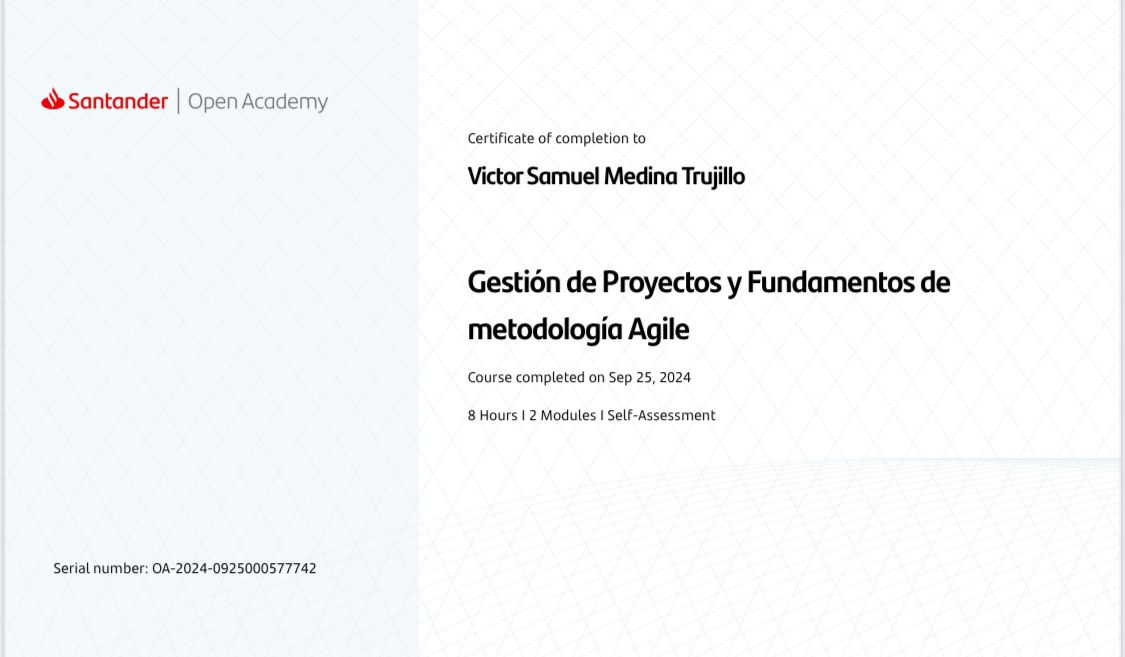 Santander | Open Academy
Certificate of completion to
Victor Samuel Medina Trujillo
Gestión de Proyectos y Fundamentos de
metodología Agile
Course completed on Sep 25, 2024
8 Hours I 2 Modules I Self-Assessment
Serial number: OA-2024-0925000577742